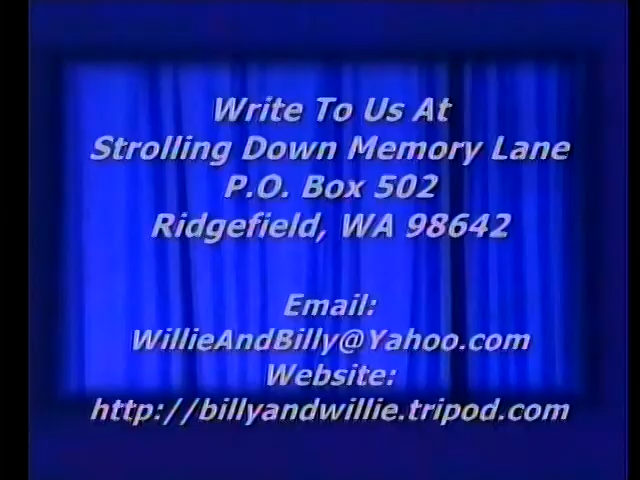 Write To Us At
Strolling Down Memory Lane
P.O. Box 502
Ridgefield, WA 98642
Email:
WillieAndBilly@Yahoo.com
Website:
http://billyandwillie.tripod.com